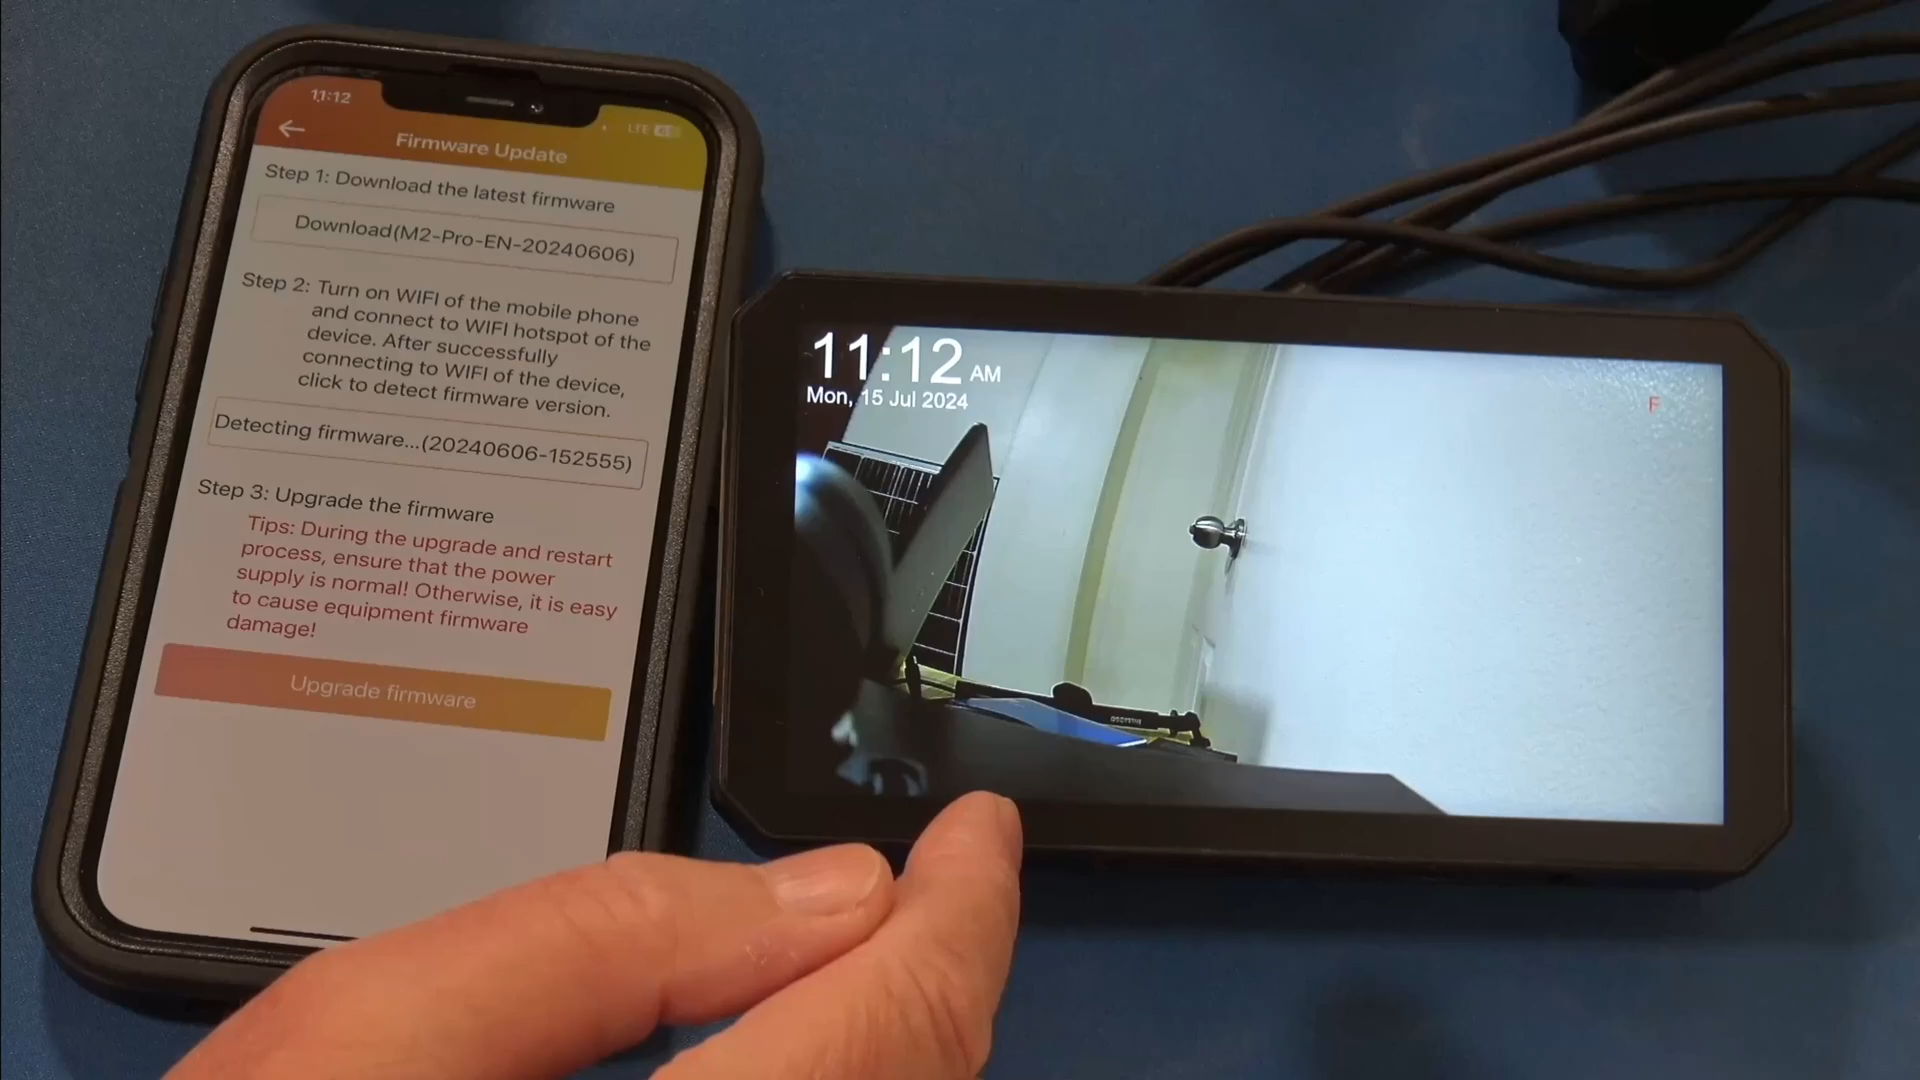 11:12
LTE
Firmware Update
Step 1: Download the latest firmware
Download(M2-Pro-EN-20240606)
Step 2: Turn on WIFI of the mobile phone
and connect to WIFI hotspot of the
device. After successfully
connecting to WIFI of the device,
click to detect firmware version.
Detecting firmware...(20240606-152555)
Step 3: Upgrade the firmware
Tips: During the upgrade and restart
process, ensure that the power
supply is normal! Otherwise, it is easy
to cause equipment firmware
damage!
Upgrade firmware
11:12 AM
Mon, 15 Jul 2024
F